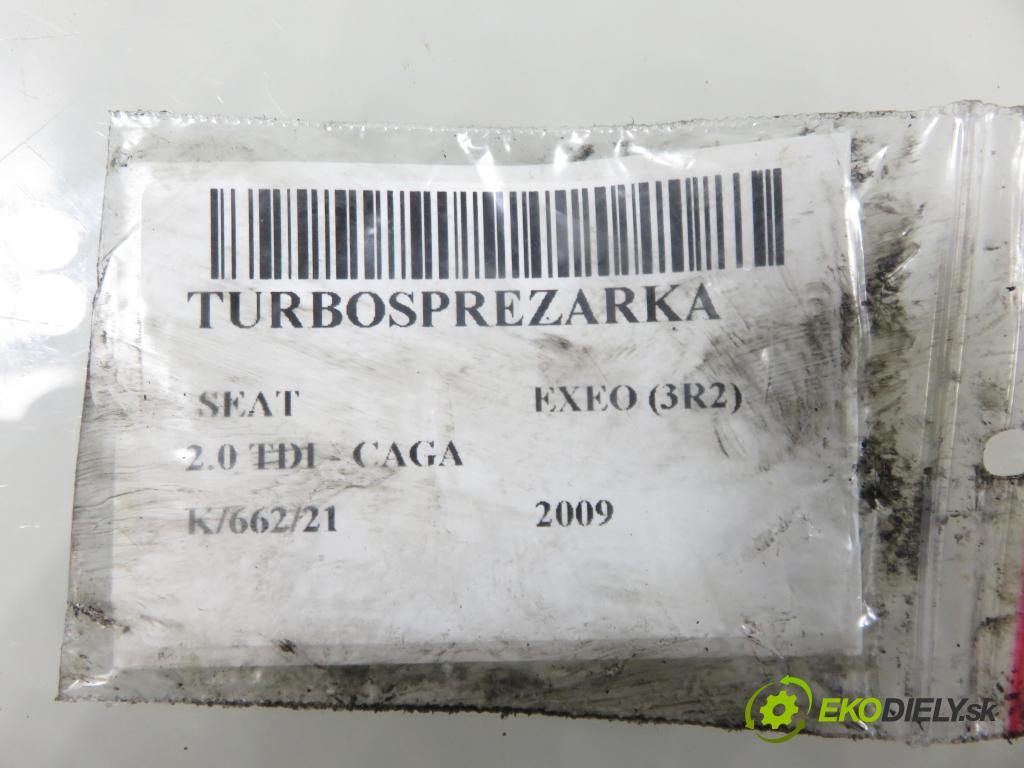 TURBOSPREZARKA
SEAT EXEO (3R2)
2.0 TDI - CAGA
K/662/21 2009
EKODIELY.sk